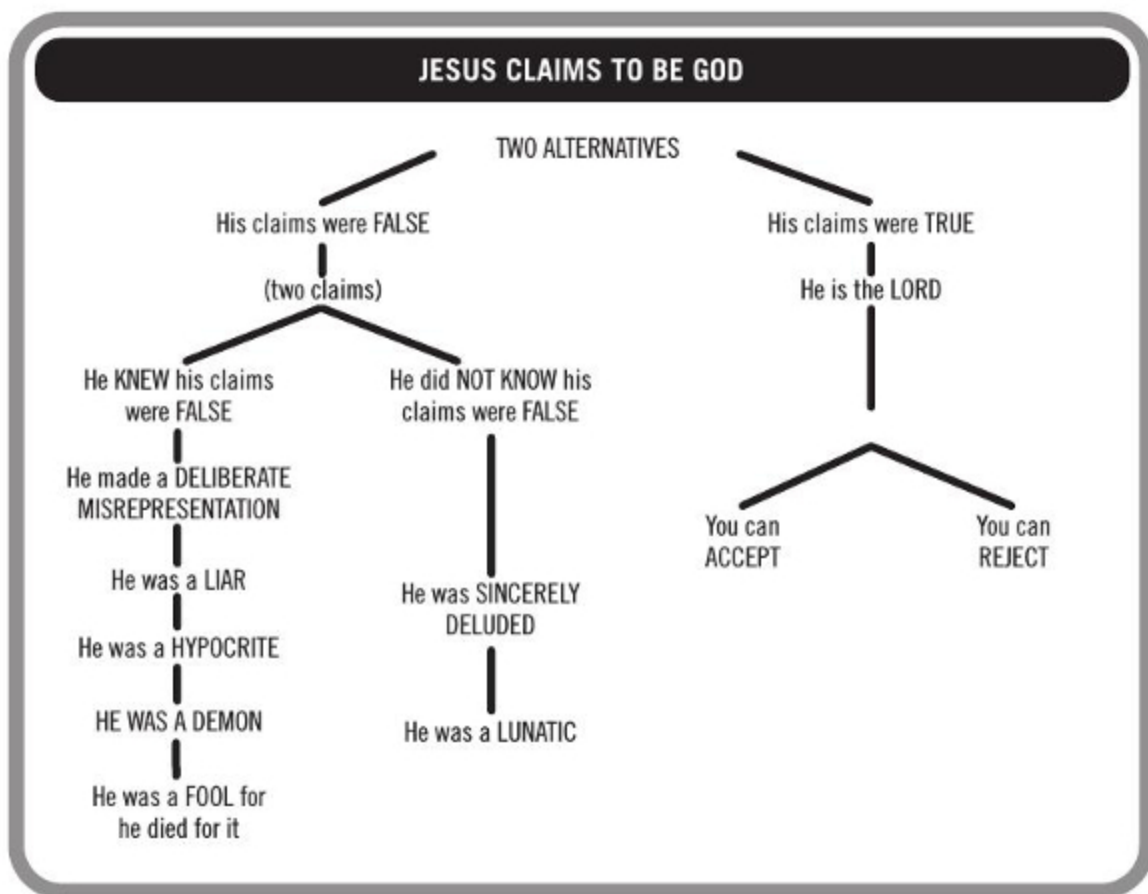 JESUS CLAIMS TO BE GOD
TWO ALTERNATIVES
His claims were FALSE
(two claims)
He KNEW his claims
were FALSE
He made a DELIBERATE
MISREPRESENTATION
He was a LIAR
He was a HYPOCRITE
HE WAS A DEMON
He was a FOOL for
he died for it
He did NOT KNOW his
claims were FALSE
He was SINCERELY
DELUDED
He was a LUNATIC
His claims were TRUE
He is the LORD
You can
ACCEPT
You can
REJECT